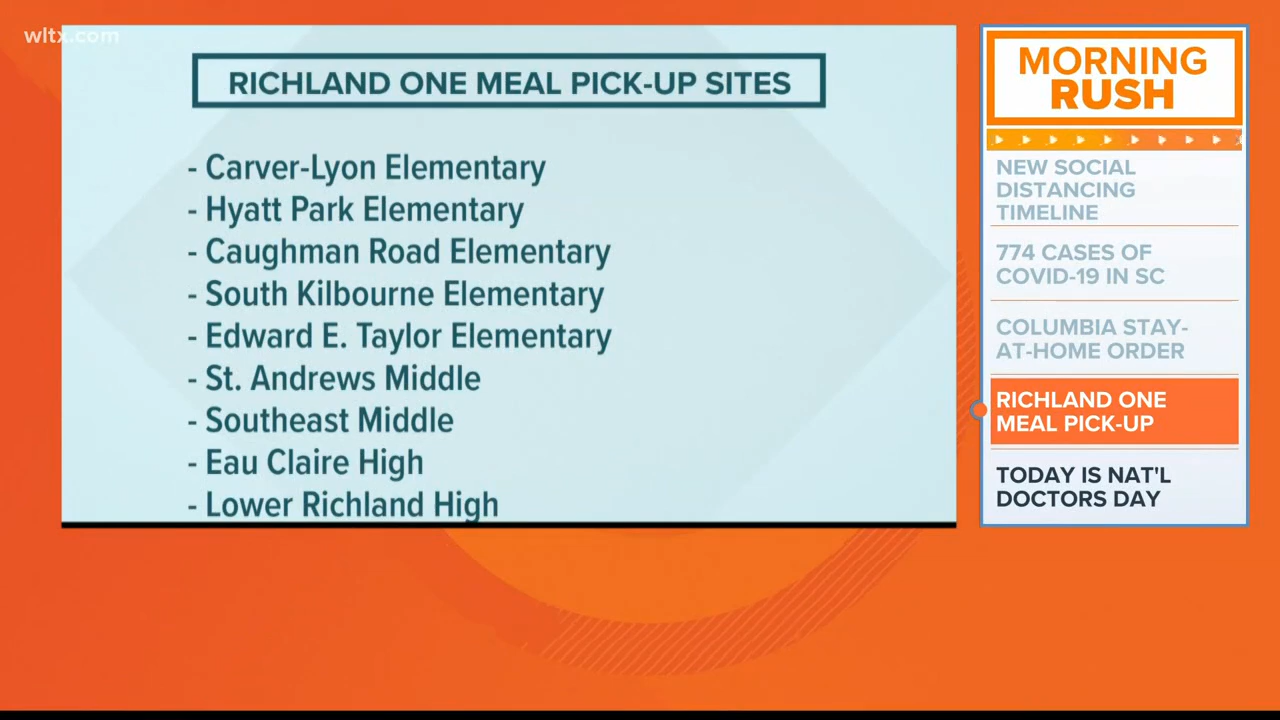 wltx.com
RICHLAND ONE MEAL PICK-UP SITES
- Carver-Lyon Elementary
- Hyatt Park Elementary
- Caughman Road Elementary
- South Kilbourne Elementary
- Edward E. Taylor Elementary
- St. Andrews Middle
- Southeast Middle
- Eau Claire High
- Lower Richland High
MORNING
RUSH
NEW SOCIAL
DISTANCING
TIMELINE
774 CASES OF
COVID-19 IN SC
COLUMBIA STAY-
AT-HOME ORDER
RICHLAND ONE
MEAL PICK-UP
TODAY IS NAT'L
DOCTORS DAY